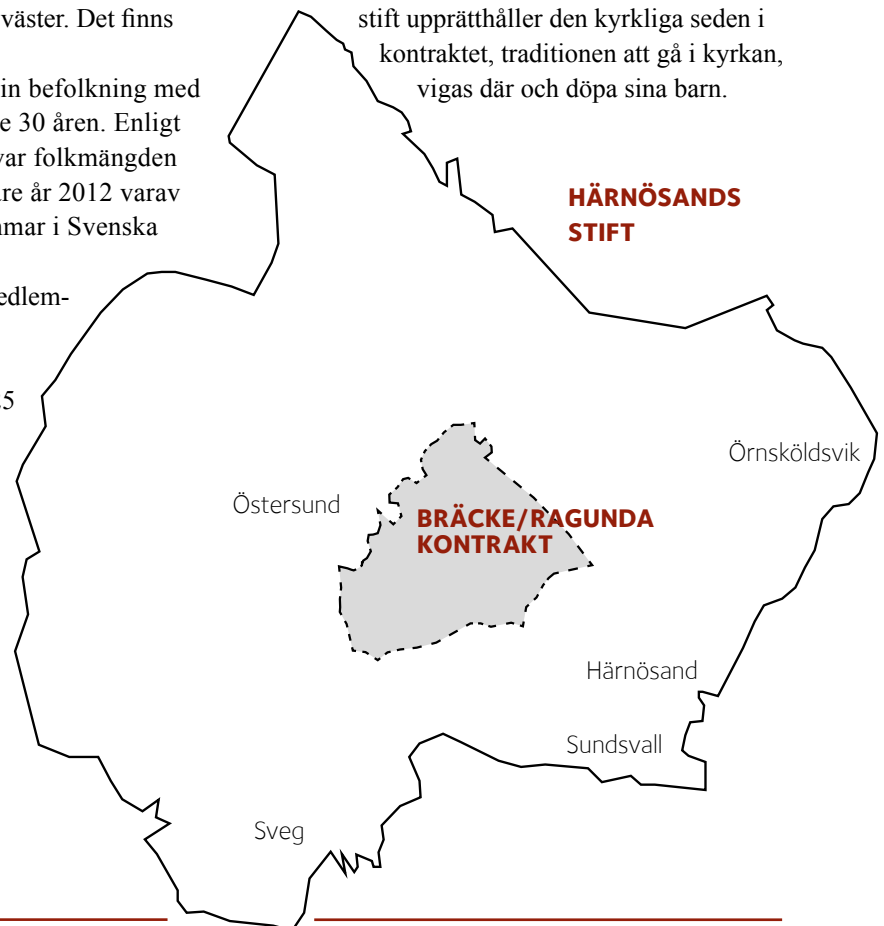 väster. Det finns
in befolkning med
e 30 åren. Enligt
var folkmängden
are år 2012 varav
mar i Svenska
edlem-
5
stift upprätthåller den kyrkliga seden i
kontraktet, traditionen att gå i kyrkan,
vigas där och döpa sina barn.
HÄRNÖSANDS
STIFT
Örnsköldsvik
Östersund
BRÄCKE/RAGUNDA
KONTRAKT
Härnösand
Sundsvall
Sveg